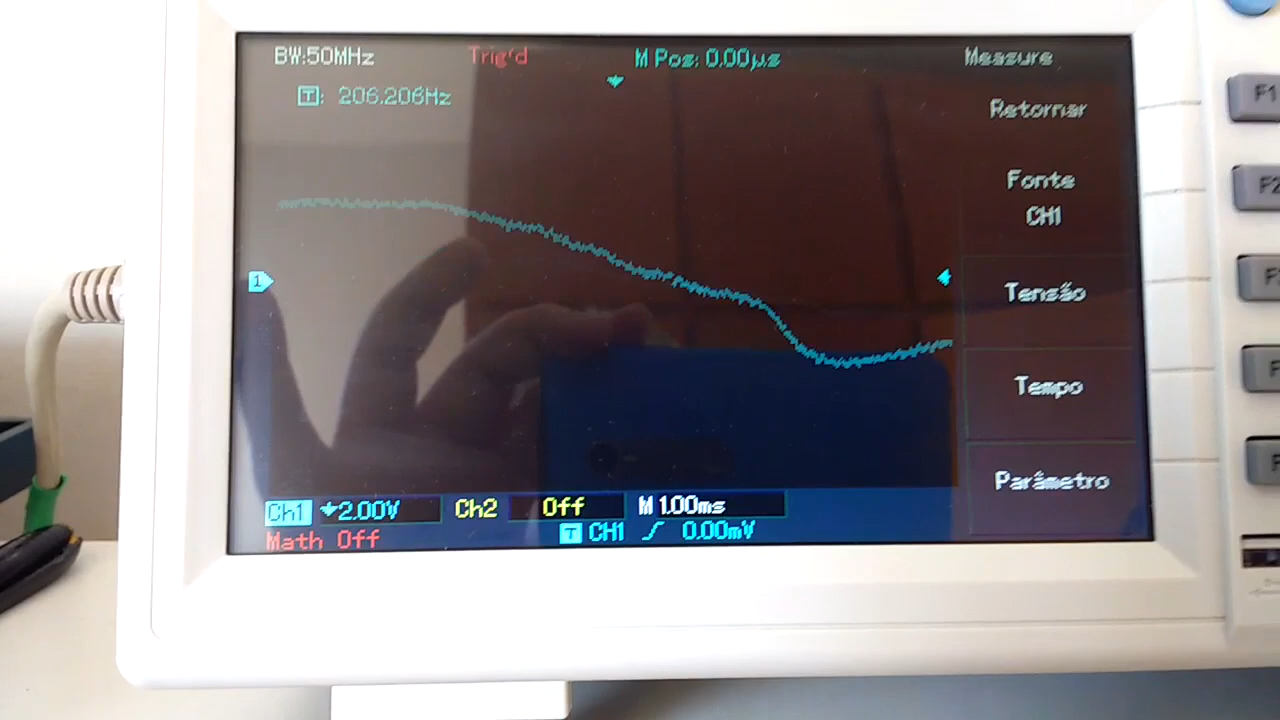 BW:50MHz Trig'd M Pos: 0.00µs Measure
T: 206.206Hz
Retornar
F1
Fonte
F2
CH1
1
Tensão
Tempo
Parâmetro
Ch1 2.00V Ch2 Off M 1.00ms
Math Off T CH1 0.00mV